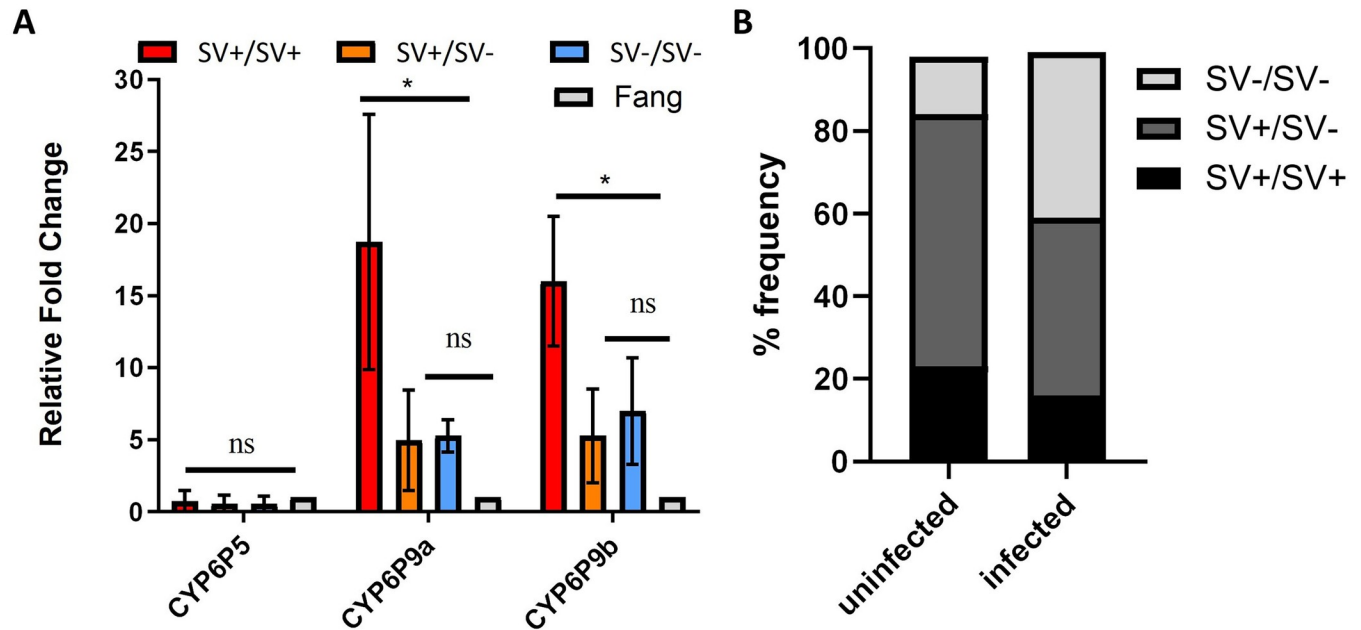 A
SV+/SV+
SV+/SV-
SV-/SV-
Fang
Relative Fold Change
30
25
20
15
10
5
0
*
*
ns
ns
ns
CYP6P5
CYP6P9a
CYP6P9b
B
SV-/SV-
SV+/SV-
SV+/SV+
% frequency
100
80
60
40
20
0
uninfected
infected